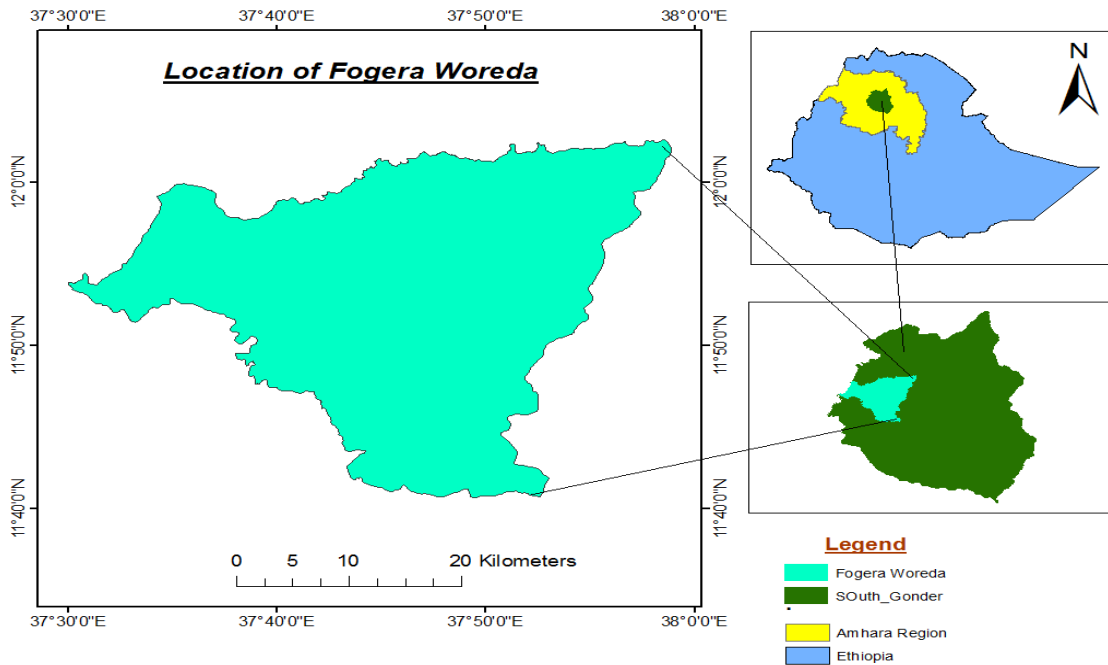 37°30'0"E 37°40'0"E 37°50'0"E 38°0'0"E
Location of Fogera Woreda
N
12°0'0"N 12°0'0"N
11°50'0"N 11°50'0"N
11°40'0"N 11°40'0"N
0 5 10 20 Kilometers
37°30'0"E 37°40'0"E 37°50'0"E 38°0'0"E
Legend
Fogera Woreda
SOuth_Gonder
Amhara Region
Ethiopia